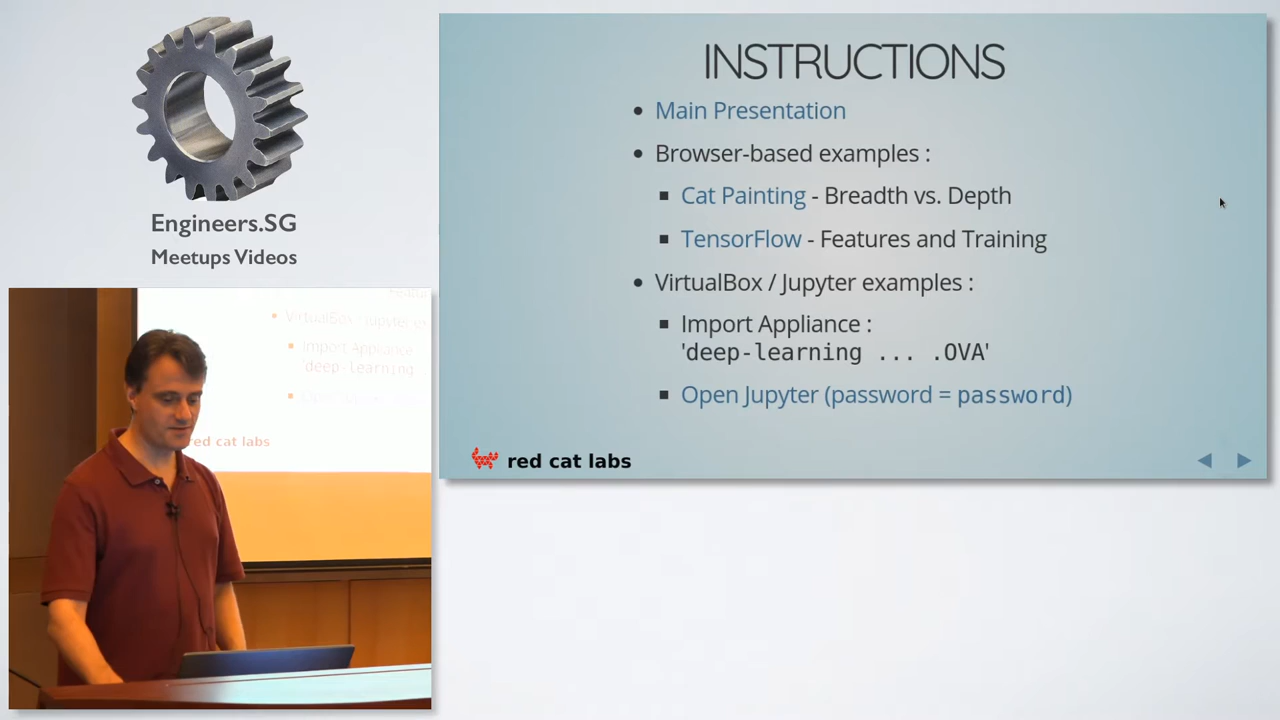 Engineers.SG
Meetups Videos
INSTRUCTIONS
• Main Presentation
• Browser-based examples :
▪ Cat Painting - Breadth vs. Depth
▪ TensorFlow - Features and Training
• VirtualBox / Jupyter examples :
▪ Import Appliance :
'deep-learning ... .OVA'
▪ Open Jupyter (password = password)
red cat labs
VirtualBox / Jupyter
Import Appliance
'deep-learning
red cat labs